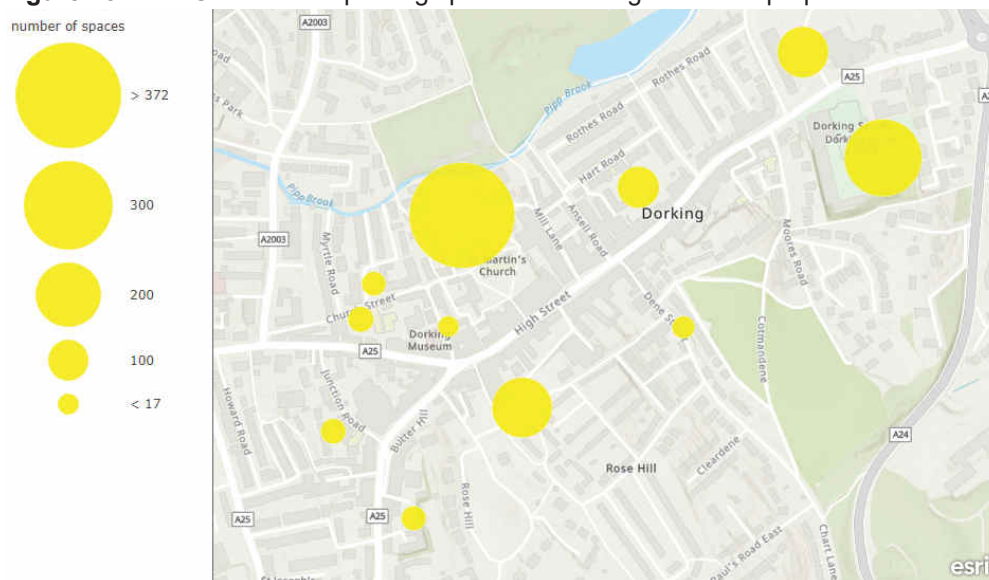 number of spaces
> 372
300
200
100
< 17
A2003
Park
Pipp Brook
Rothes Road
Rothes Road
A25
Hart Road
Dorking
Mill Lane
Ansell Road
Moores Road
Pipp Brook
A2003
Myrtle Road
Church
Church Street
High Street
Dene
Cotmandene
Dorking
Museum
A25
Howard Road
Junction Road
Butter Hill
A24
Rose Hill
Cleardene
Rose Hill
A25
A25
Paul's Road East
Chart Lane
esri